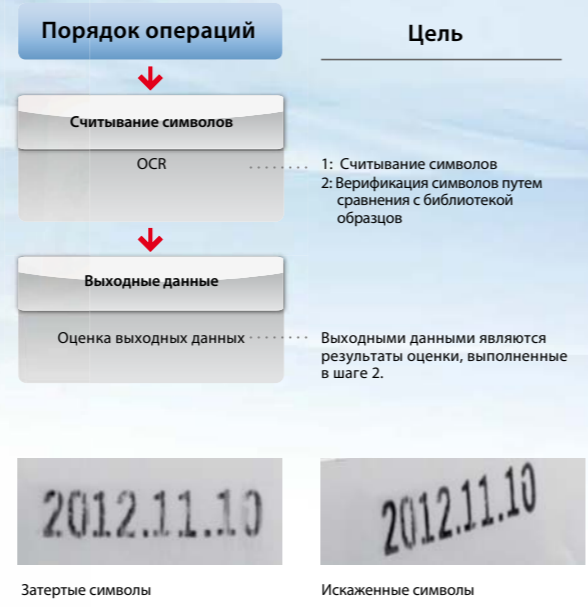 Порядок операций
Цель
Считывание символов
OCR
1: Считывание символов
2: Верификация символов путем
сравнения с библиотекой
образцов
Выходные данные
Оценка выходных данных
Выходными данными являются
результаты оценки, выполненные
в шаге 2.
2012.11.10
2012.11.10
Затертые символы
Искаженные символы